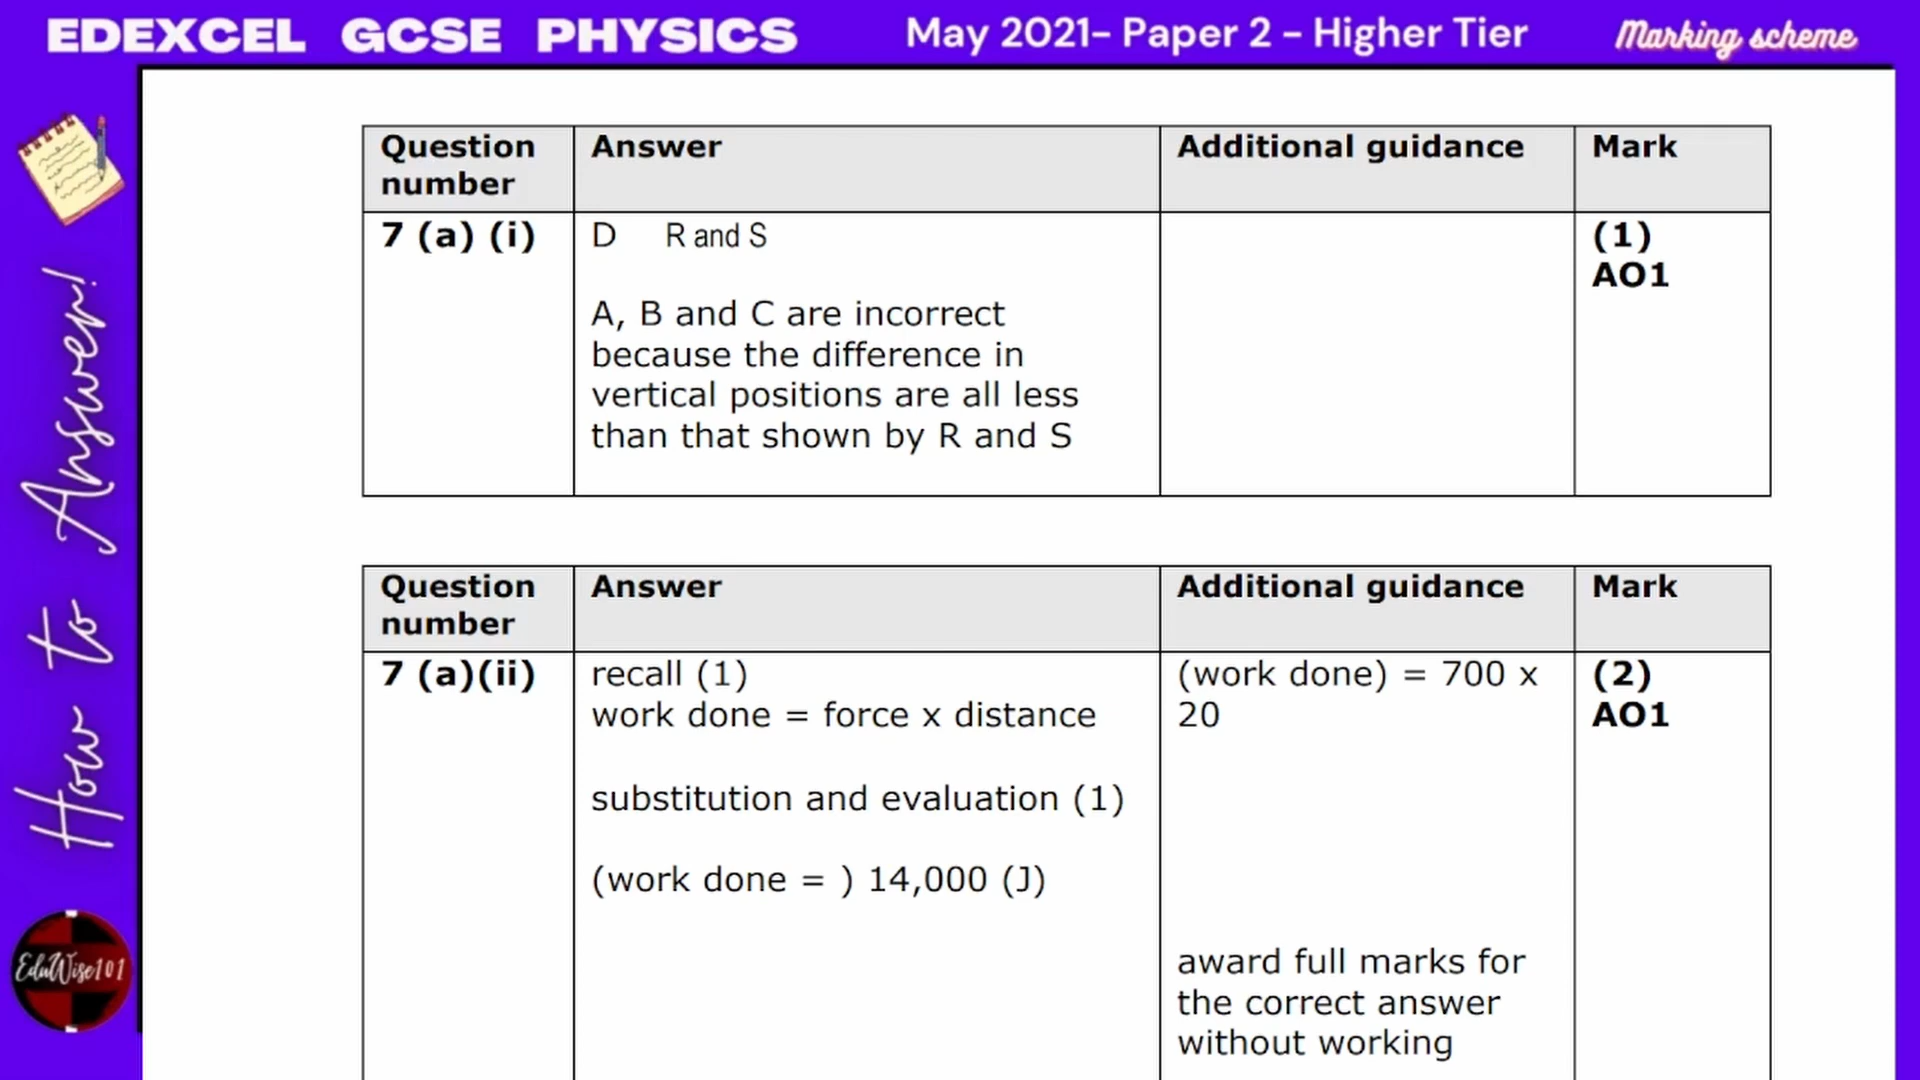 EDEXCEL GCSE PHYSICS May 2021– Paper 2 – Higher Tier Marking scheme
How to Answer!
EduWise101
Question number Answer Additional guidance Mark
7 (a) (i) D R and S (1)
AO1
A, B and C are incorrect
because the difference in
vertical positions are all less
than that shown by R and S
Question number Answer Additional guidance Mark
7 (a)(ii) recall (1) (work done) = 700 x (2)
work done = force x distance 20 AO1
substitution and evaluation (1)
(work done = ) 14,000 (J)
award full marks for
the correct answer
without working